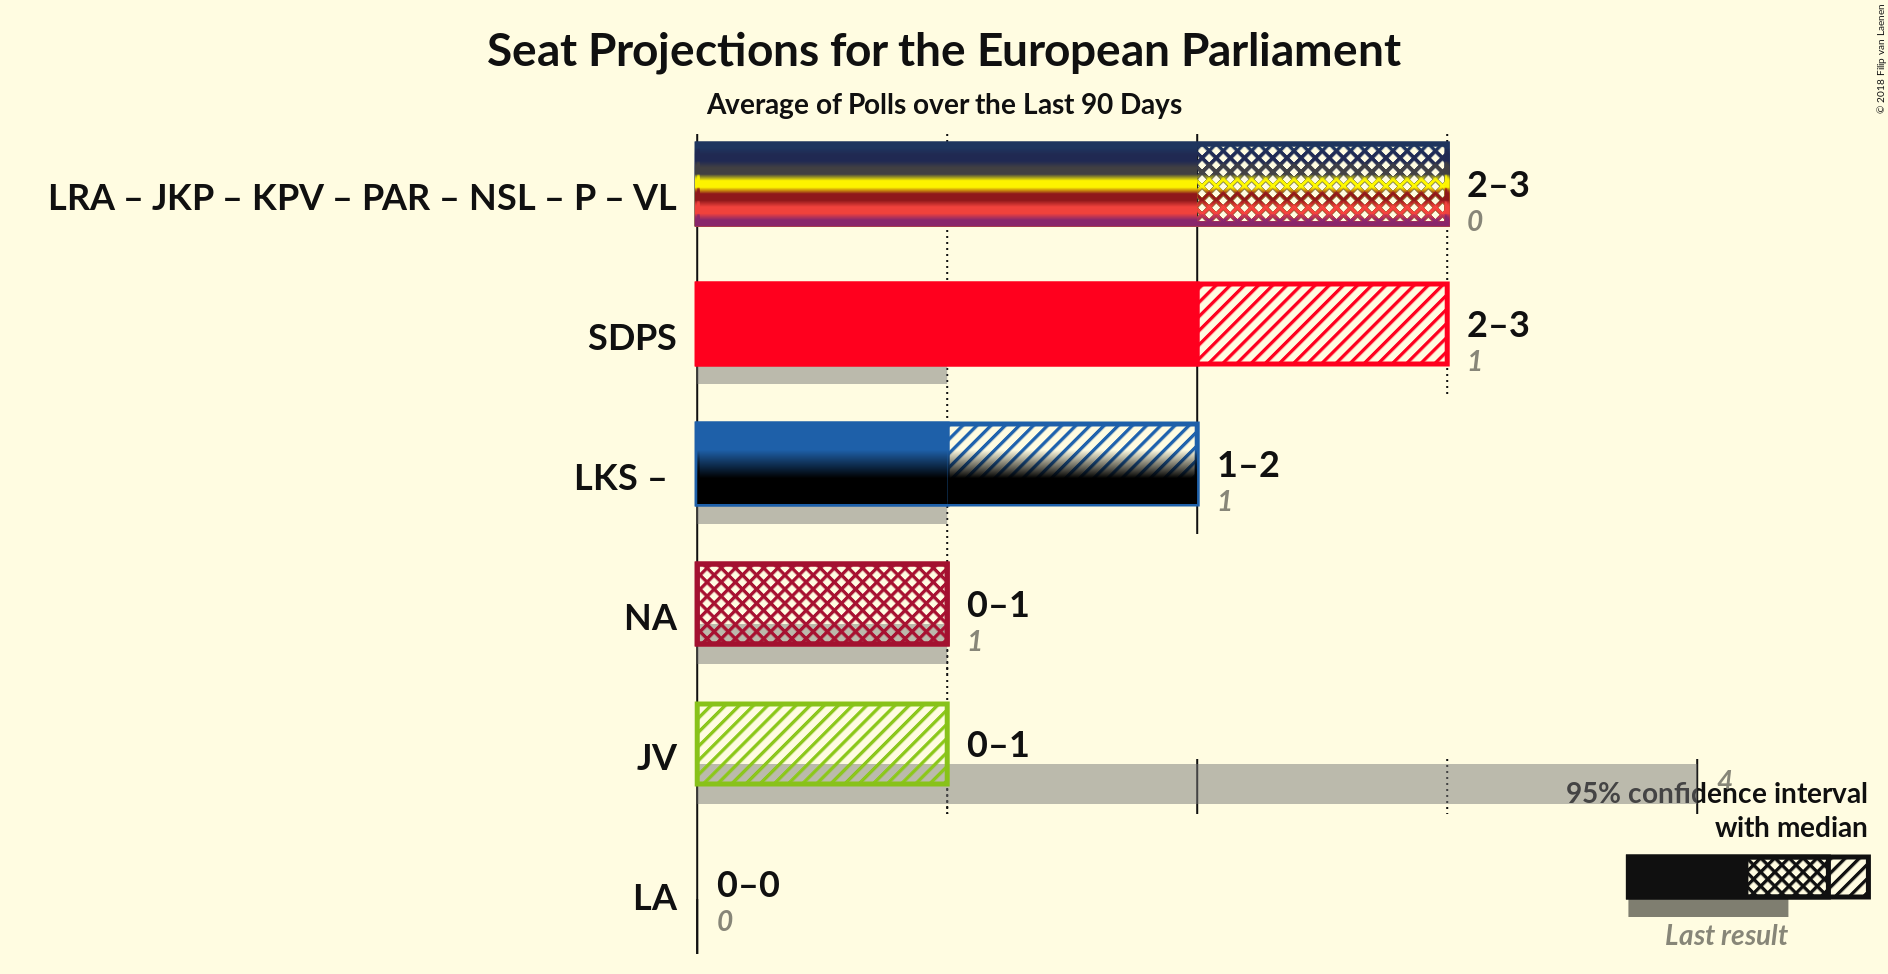 Seat Projections for the European Parliament
Average of Polls over the Last 90 Days
© 2018 Filip van Laenen
LRA – JKP – KPV – PAR – NSL – P – VL
2–3
0
SDPS
2–3
1
LKS –
1–2
1
NA
0–1
1
JV
0–1
4
LA
0–0
0
95% confidence interval
with median
Last result